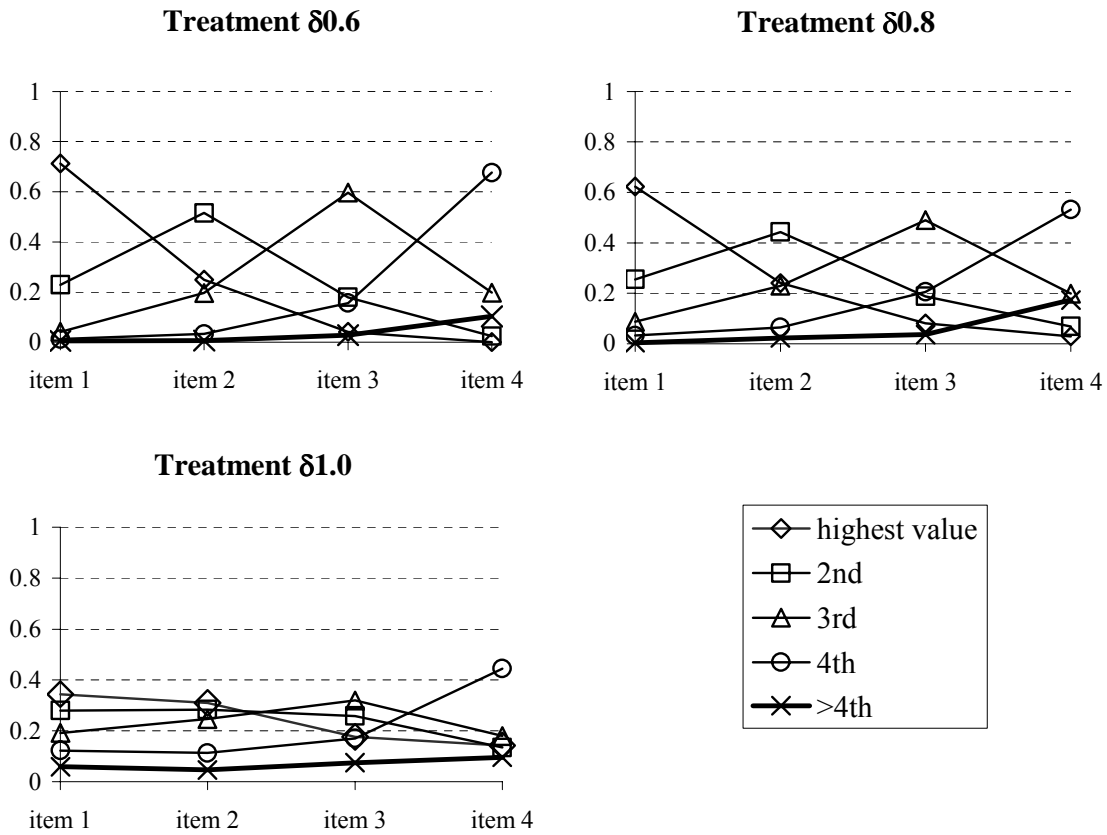 Treatment δ0.6
1
0.8
0.6
0.4
0.2
0
item 1 item 2 item 3 item 4
Treatment δ0.8
1
0.8
0.6
0.4
0.2
0
item 1 item 2 item 3 item 4
Treatment δ1.0
1
0.8
0.6
0.4
0.2
0
item 1 item 2 item 3 item 4
highest value
2nd
3rd
4th
>4th